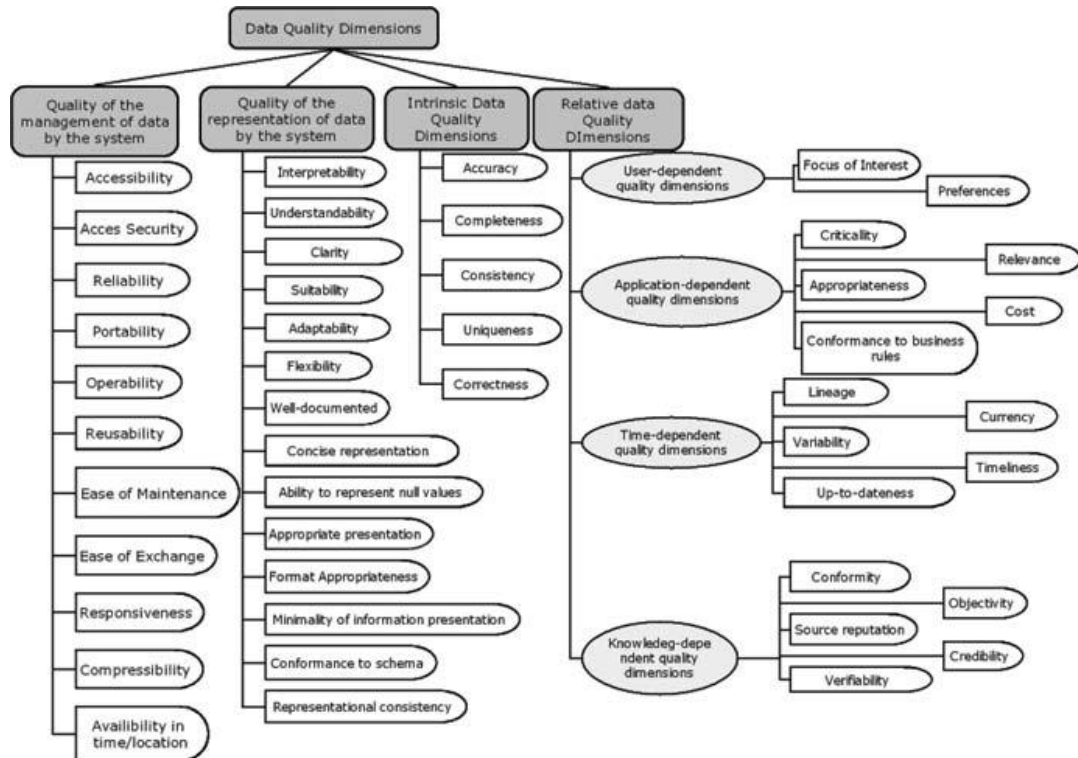 Data Quality Dimensions
Quality of the
management of data
by the system
Accessibility
Acces Security
Reliability
Portability
Operability
Reusability
Ease of Maintenance
Ease of Exchange
Responsiveness
Compressibility
Availibility in
time/location
Quality of the
representation of data
by the system
Interpretability
Understandability
Clarity
Suitability
Adaptability
Flexibility
Well-documented
Concise representation
Ability to represent null values
Appropriate presentation
Format Appropriateness
Minimality of information presentation
Conformance to schema
Representational consistency
Intrinsic Data
Quality
Dimensions
Accuracy
Completeness
Consistency
Uniqueness
Correctness
Relative data
Quality
DImensions
User-dependent
quality dimensions
Focus of Interest
Preferences
Application-dependent
quality dimensions
Criticallity
Relevance
Appropriateness
Cost
Conformance to business
rules
Time-dependent
quality dimensions
Lineage
Currency
Variability
Timeliness
Up-to-dateness
Knowledeg-depe
ndent quality
dimensions
Conformity
Objectivity
Source reputation
Credibility
Verifiability